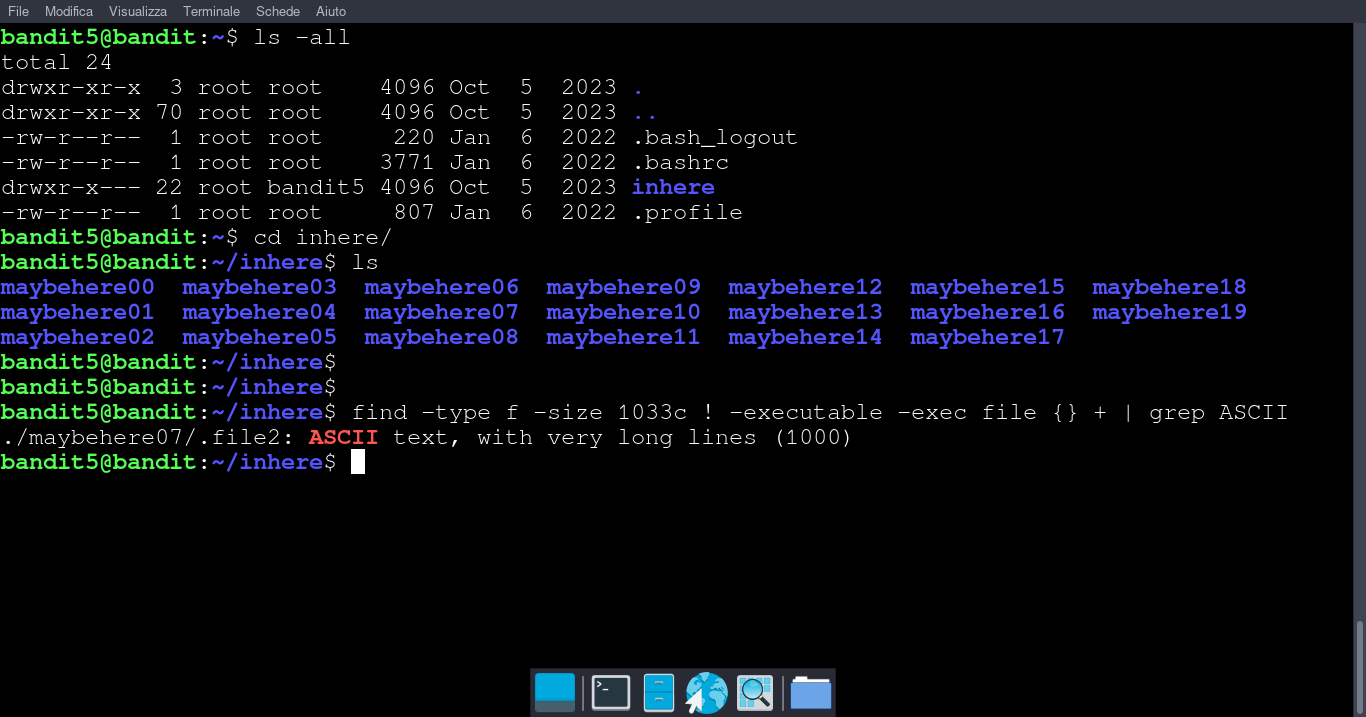 File Modifica Visualizza Terminale Schede Aiuto
bandit5@bandit:~$ ls -all
total 24
drwxr-xr-x  3 root root    4096 Oct  5  2023 .
drwxr-xr-x 70 root root    4096 Oct  5  2023 ..
-rw-r--r--  1 root root     220 Jan  6  2022 .bash_logout
-rw-r--r--  1 root root    3771 Jan  6  2022 .bashrc
drwxr-x--- 22 root bandit5 4096 Oct  5  2023 inhere
-rw-r--r--  1 root root     807 Jan  6  2022 .profile
bandit5@bandit:~$ cd inhere/
bandit5@bandit:~/inhere$ ls
maybehere00  maybehere03  maybehere06  maybehere09  maybehere12  maybehere15  maybehere18
maybehere01  maybehere04  maybehere07  maybehere10  maybehere13  maybehere16  maybehere19
maybehere02  maybehere05  maybehere08  maybehere11  maybehere14  maybehere17
bandit5@bandit:~/inhere$
bandit5@bandit:~/inhere$
bandit5@bandit:~/inhere$ find -type f -size 1033c ! -executable -exec file {} + | grep ASCII
./maybehere07/.file2: ASCII text, with very long lines (1000)
bandit5@bandit:~/inhere$